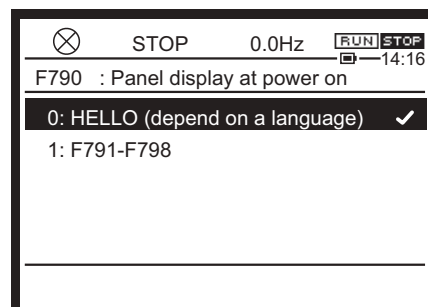 STOP 0.0Hz RUN STOP
14:16
F790 : Panel display at power on
0: HELLO (depend on a language)
1: F791-F798